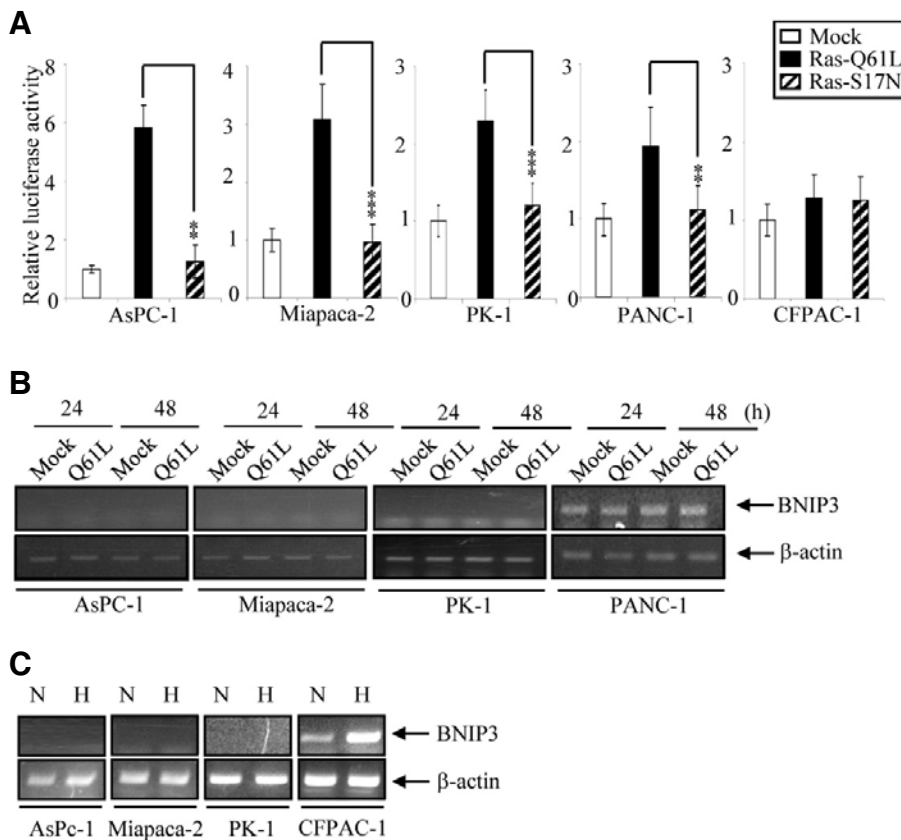 A
Mock
Ras-Q61L
Ras-S17N
Relative luciferase activity
8
6
4
2
0
**
AsPC-1
4
3
2
1
0
***
Miapaca-2
3
2
1
0
***
PK-1
3
2
1
0
**
PANC-1
3
2
1
0
CFPAC-1
B
24 48 24 48 24 48 24 48 (h)
Mock Q61L Mock Q61L Mock Q61L Mock Q61L Mock Q61L Mock Q61L Mock Q61L Mock Q61L
BNIP3
β-actin
AsPC-1 Miapaca-2 PK-1 PANC-1
C
N H N H N H N H
BNIP3
β-actin
AsPc-1 Miapaca-2 PK-1 CFPAC-1